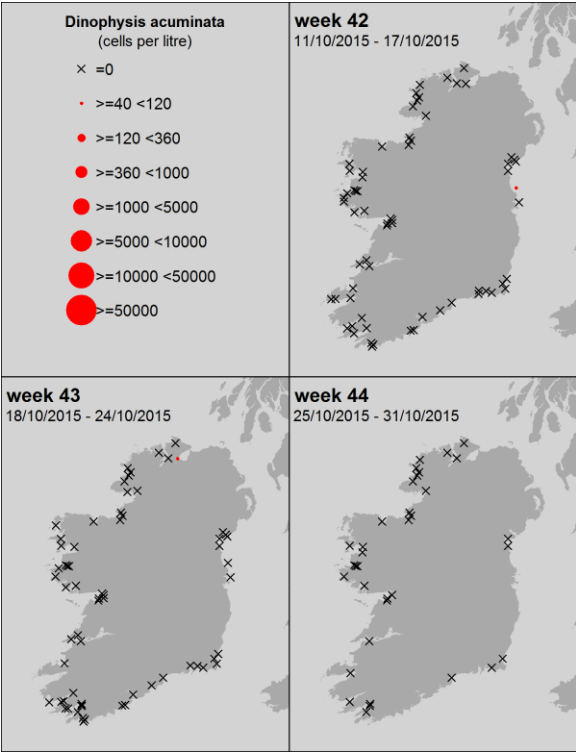 Dinophysis acuminata
(cells per litre)
=0
>=40 <120
>=120 <360
>=360 <1000
>=1000 <5000
>=5000 <10000
>=10000 <50000
>=50000
week 42
11/10/2015 - 17/10/2015
week 43
18/10/2015 - 24/10/2015
week 44
25/10/2015 - 31/10/2015